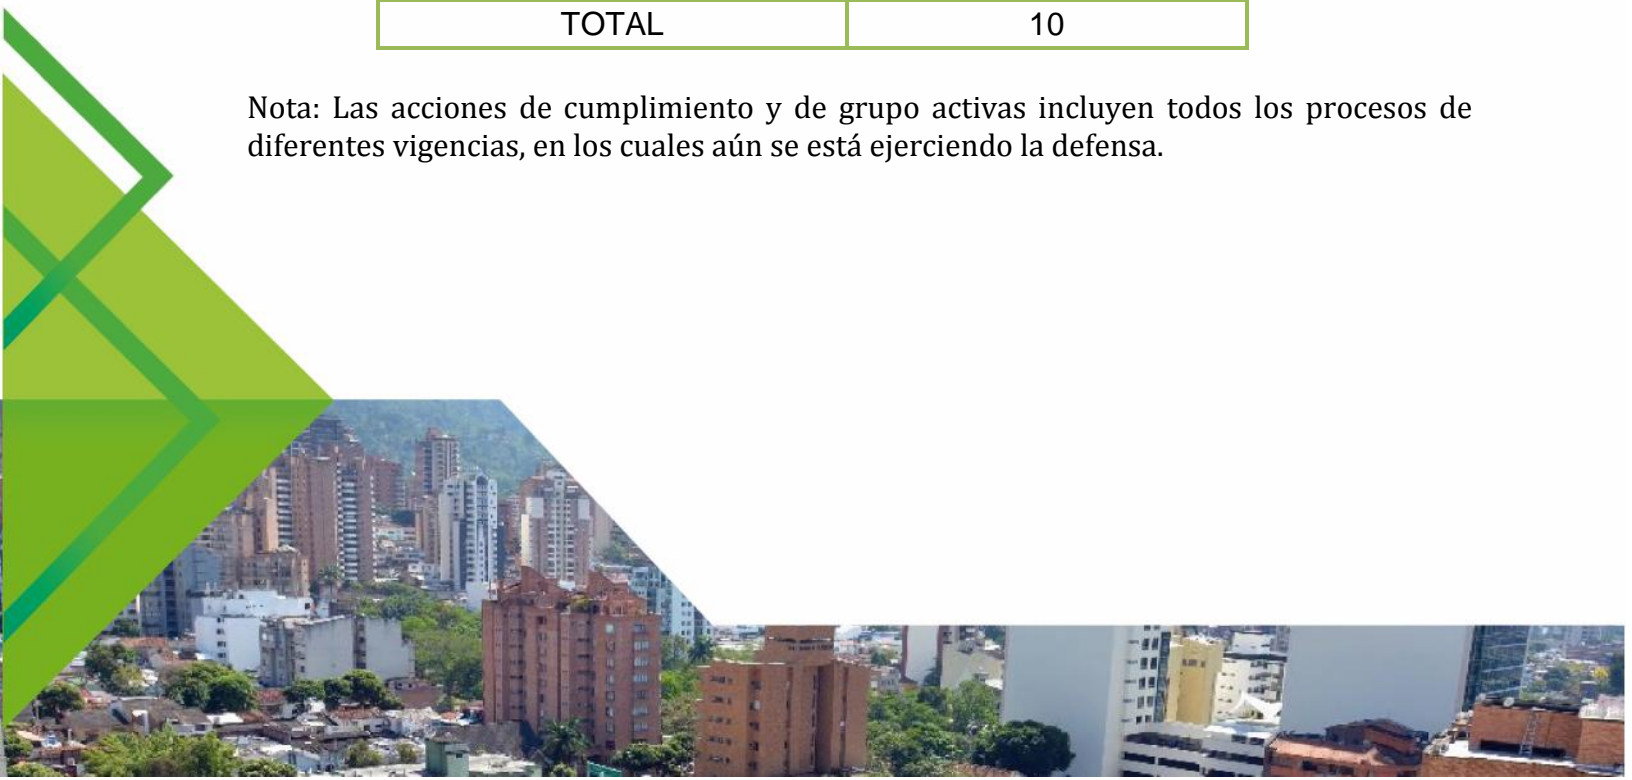 TOTAL 10
Nota: Las acciones de cumplimiento y de grupo activas incluyen todos los procesos de
diferentes vigencias, en los cuales aún se está ejerciendo la defensa.